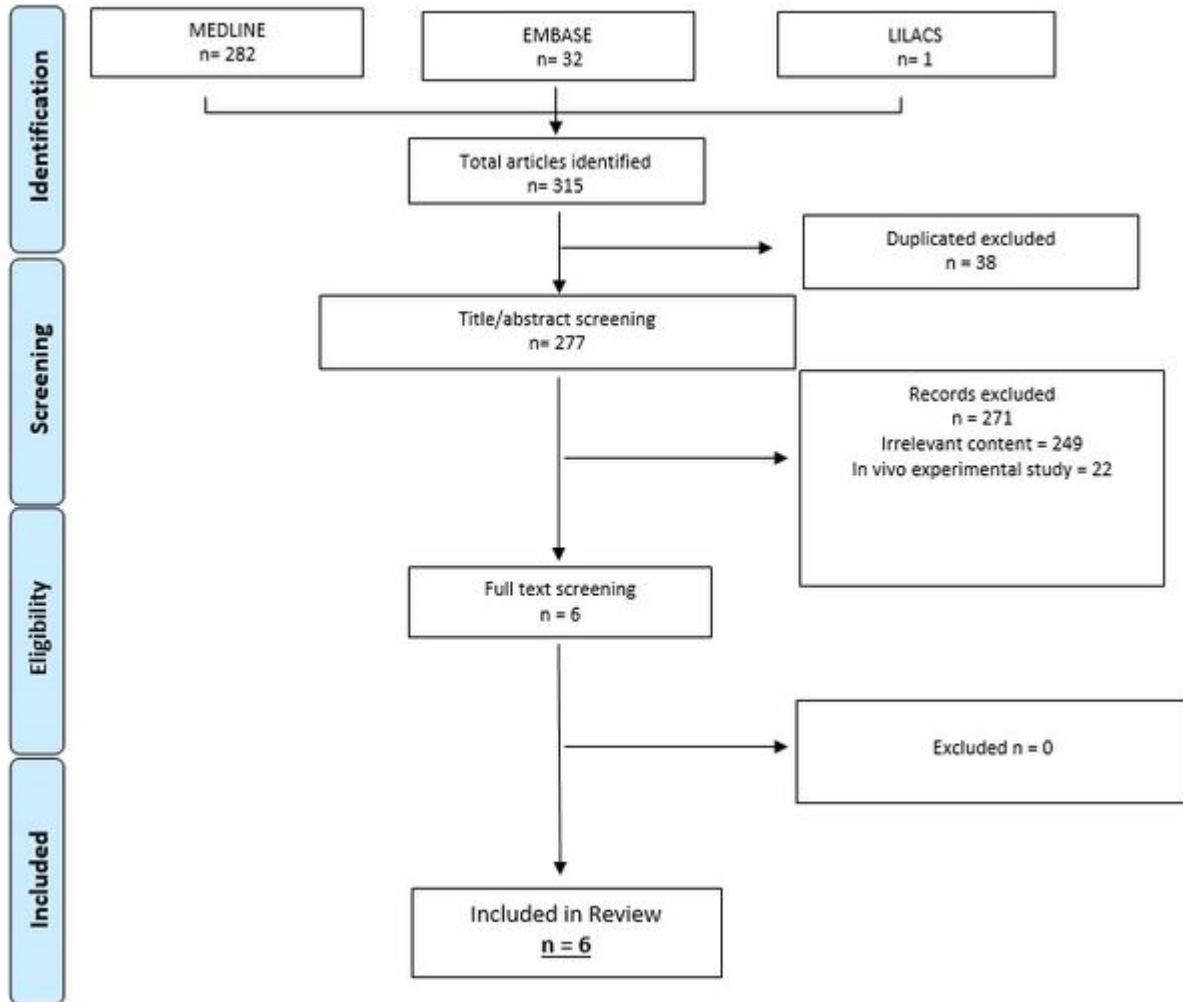 Identification
MEDLINE
n= 282
EMBASE
n= 32
LILACS
n= 1
Total articles identified
n= 315
Duplicated excluded
n = 38
Screening
Title/abstract screening
n= 277
Records excluded
n = 271
Irrelevant content = 249
In vivo experimental study = 22
Eligibility
Full text screening
n = 6
Excluded n = 0
Included
Included in Review
n = 6